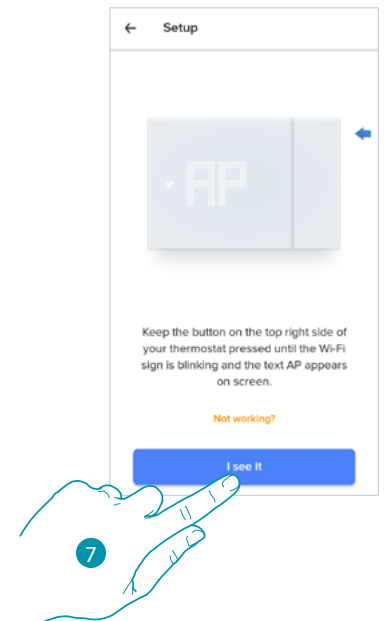 Setup
AP
Keep the button on the top right side of
your thermostat pressed until the Wi-Fi
sign is blinking and the text AP appears
on screen.
Not working?
I see it
7